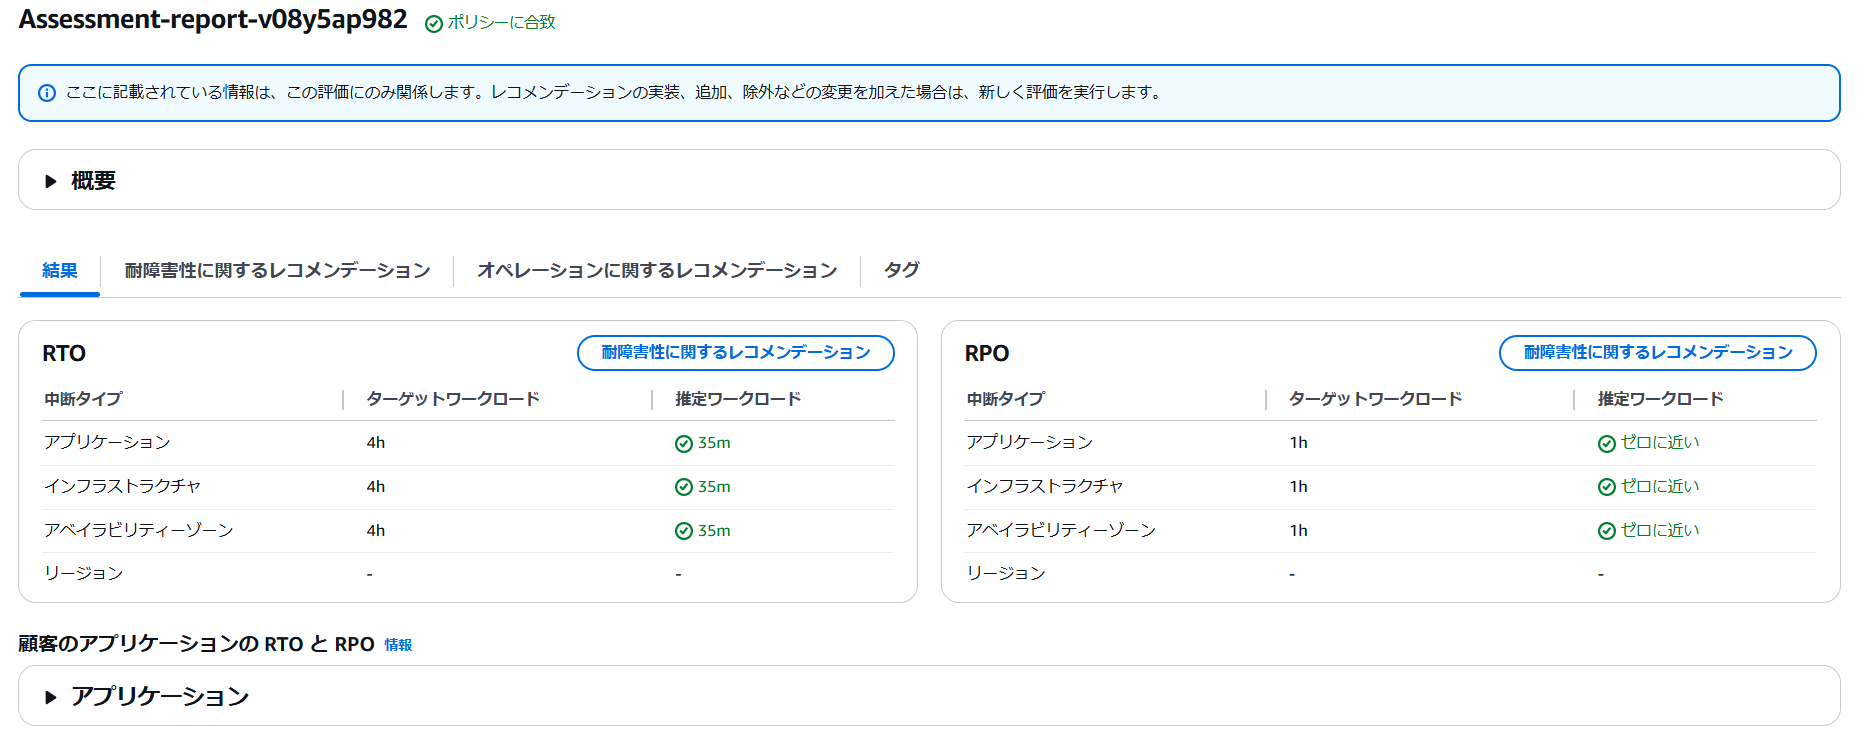 Assessment-report-v08y5ap982 ポリシーに合致
ここに記載されている情報は、この評価にのみ関係します。レコメンデーションの実装、追加、除外などの変更を加えた場合は、新しく評価を実行します。
概要
結果 耐障害性に関するレコメンデーション オペレーションに関するレコメンデーション タグ
RTO 耐障害性に関するレコメンデーション
中断タイプ ターゲットワークロード 推定ワークロード
アプリケーション 4h 35m
インフラストラクチャ 4h 35m
アベイラビリティーゾーン 4h 35m
リージョン - -
RPO 耐障害性に関するレコメンデーション
中断タイプ ターゲットワークロード 推定ワークロード
アプリケーション 1h ゼロに近い
インフラストラクチャ 1h ゼロに近い
アベイラビリティーゾーン 1h ゼロに近い
リージョン - -
顧客のアプリケーションの RTO と RPO 情報
アプリケーション